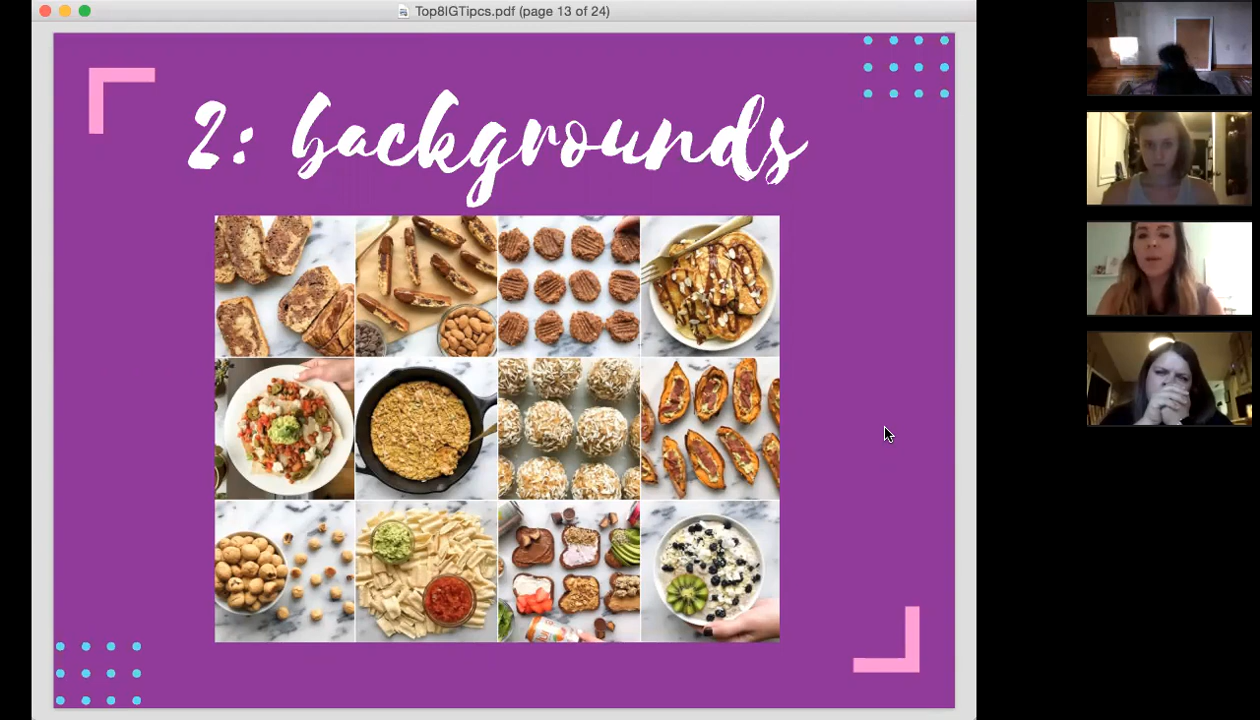 Top8IGTipcs.pdf (page 13 of 24)
2: backgrounds